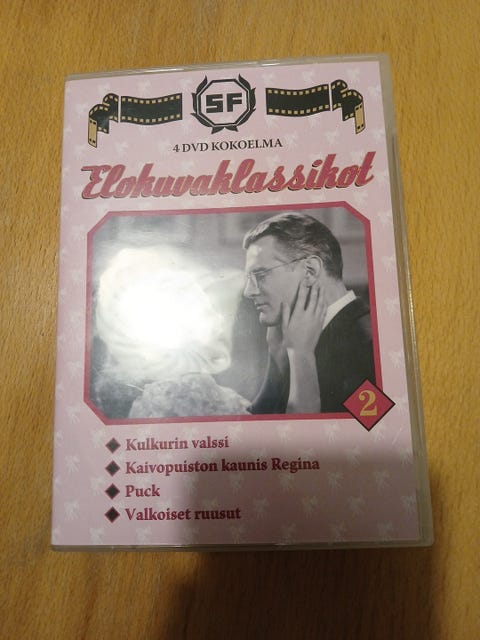 SF
4 DVD KOKOELMA
Elokuvaklassikot
2
Kulkurin valssi
Kaivopuiston kaunis Regina
Puck
Valkoiset ruusut